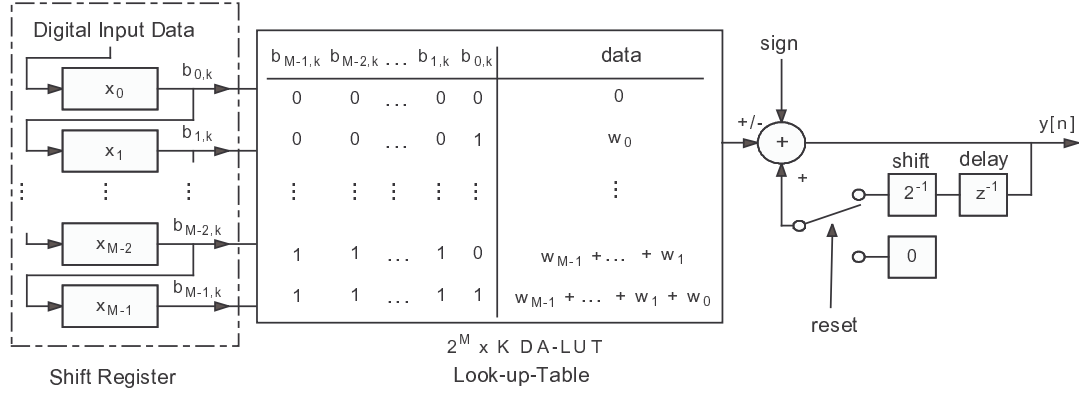 Digital Input Data
x0
b0,k
x1
b1,k
⋮ ⋮ ⋮
xM-2
bM-2,k
xM-1
bM-1,k
Shift Register
bM-1,k bM-2,k ... b1,k b0,k data
0 0 ... 0 0 0
0 0 ... 0 1 w0
⋮ ⋮ ⋮ ⋮ ⋮ ⋮
1 1 ... 1 0 wM-1 + ... + w1
1 1 ... 1 1 wM-1 + ... + w1 + w0
2^M x K DA-LUT
Look-up-Table
sign
+/-
+
+
y[n]
shift
2^-1
delay
z^-1
0
reset